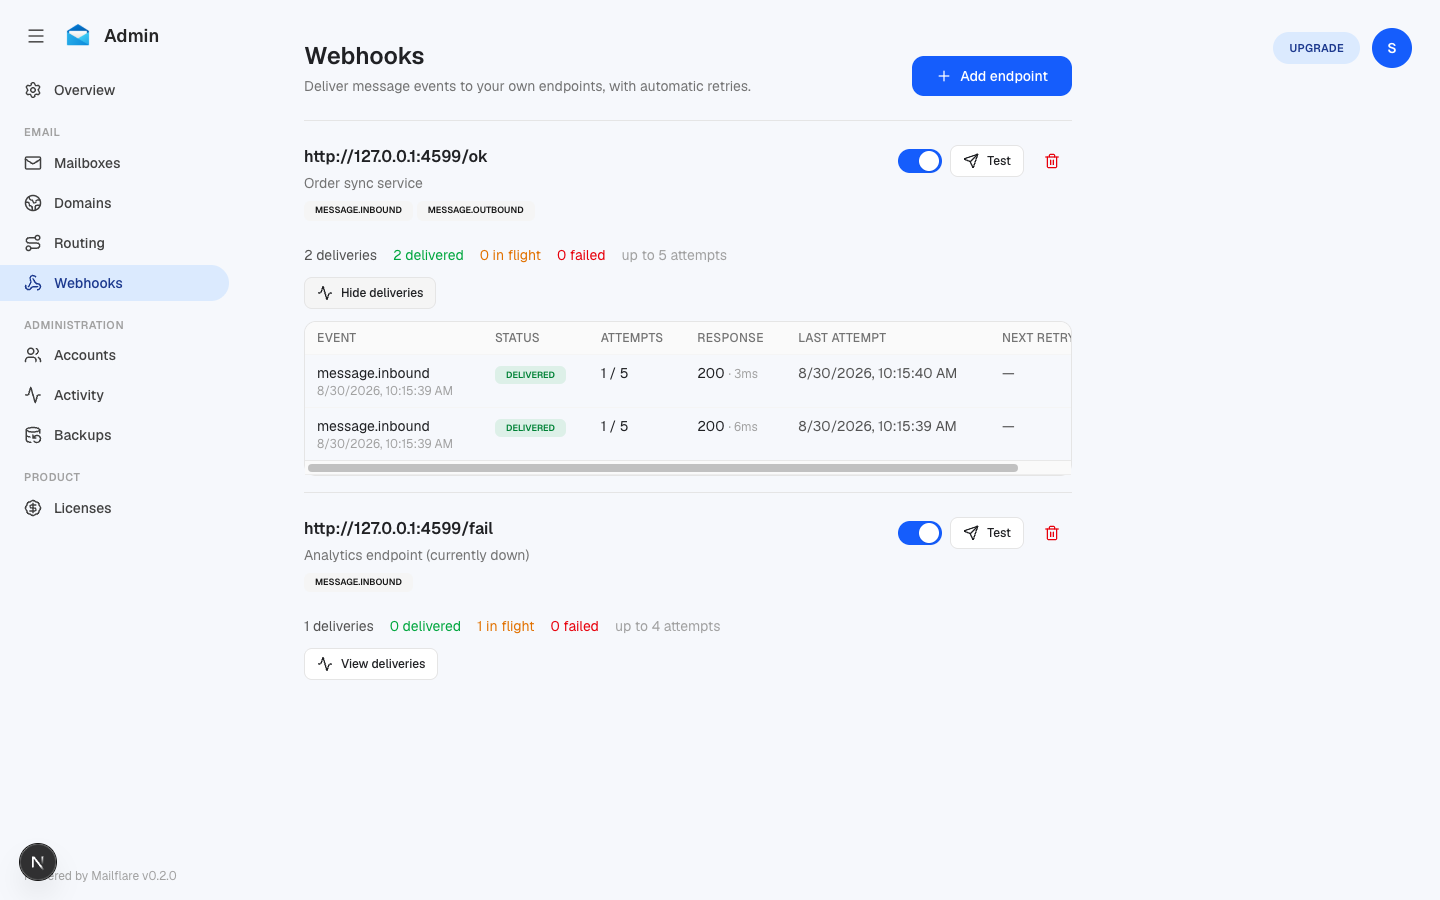 Admin
UPGRADE
S
Overview
EMAIL
Mailboxes
Domains
Routing
Webhooks
ADMINISTRATION
Accounts
Activity
Backups
PRODUCT
Licenses
Webhooks
Deliver message events to your own endpoints, with automatic retries.
Add endpoint
http://127.0.0.1:4599/ok
Test
Order sync service
MESSAGE.INBOUND MESSAGE.OUTBOUND
2 deliveries 2 delivered 0 in flight 0 failed up to 5 attempts
Hide deliveries
EVENT STATUS ATTEMPTS RESPONSE LAST ATTEMPT NEXT RETRY
message.inbound DELIVERED 1 / 5 200 · 3ms 8/30/2026, 10:15:40 AM —
8/30/2026, 10:15:39 AM
message.inbound DELIVERED 1 / 5 200 · 6ms 8/30/2026, 10:15:39 AM —
8/30/2026, 10:15:39 AM
http://127.0.0.1:4599/fail
Test
Analytics endpoint (currently down)
MESSAGE.INBOUND
1 deliveries 0 delivered 1 in flight 0 failed up to 4 attempts
View deliveries
N
by Mailflare v0.2.0